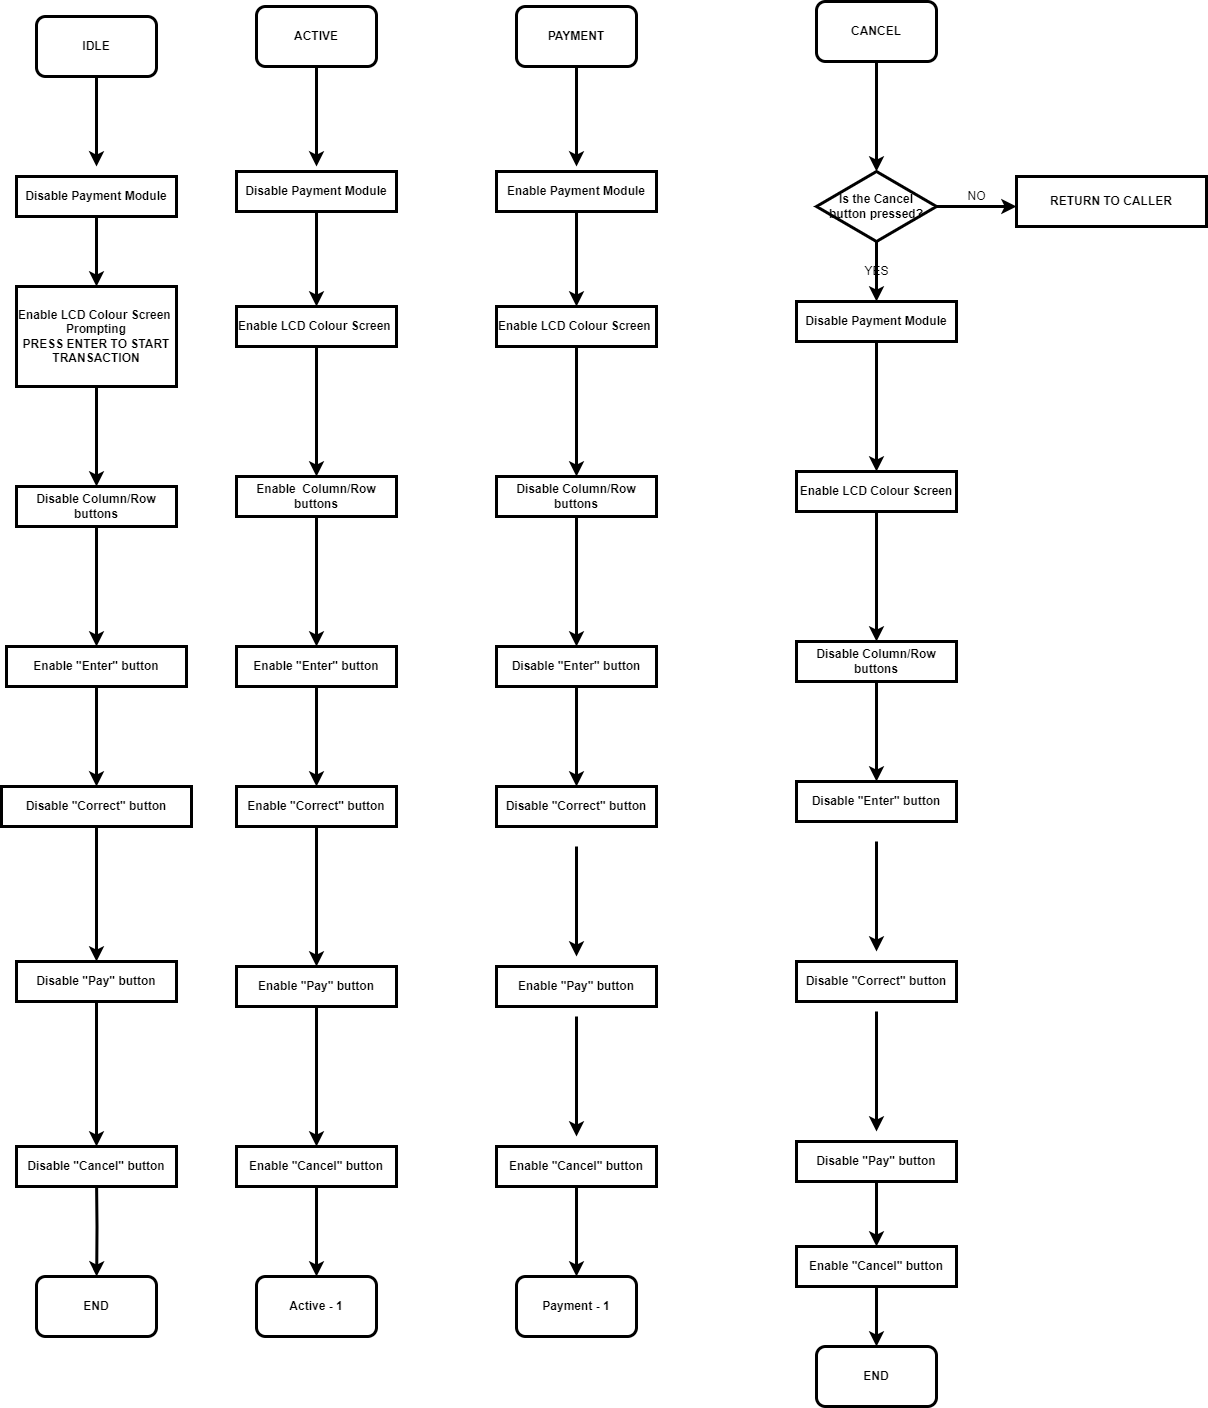 IDLE
Disable Payment Module
Enable LCD Colour Screen
Prompting
PRESS ENTER TO START
TRANSACTION
Disable Column/Row
buttons
Enable "Enter" button
Disable "Correct" button
Disable "Pay" button
Disable "Cancel" button
END
ACTIVE
Disable Payment Module
Enable LCD Colour Screen
Enable  Column/Row
buttons
Enable "Enter" button
Enable "Correct" button
Enable "Pay" button
Enable "Cancel" button
Active - 1
PAYMENT
Enable Payment Module
Enable LCD Colour Screen
Disable Column/Row
buttons
Disable "Enter" button
Disable "Correct" button
Enable "Pay" button
Enable "Cancel" button
Payment - 1
CANCEL
Is the Cancel
button pressed?
NO
RETURN TO CALLER
YES
Disable Payment Module
Enable LCD Colour Screen
Disable Column/Row
buttons
Disable "Enter" button
Disable "Correct" button
Disable "Pay" button
Enable "Cancel" button
END